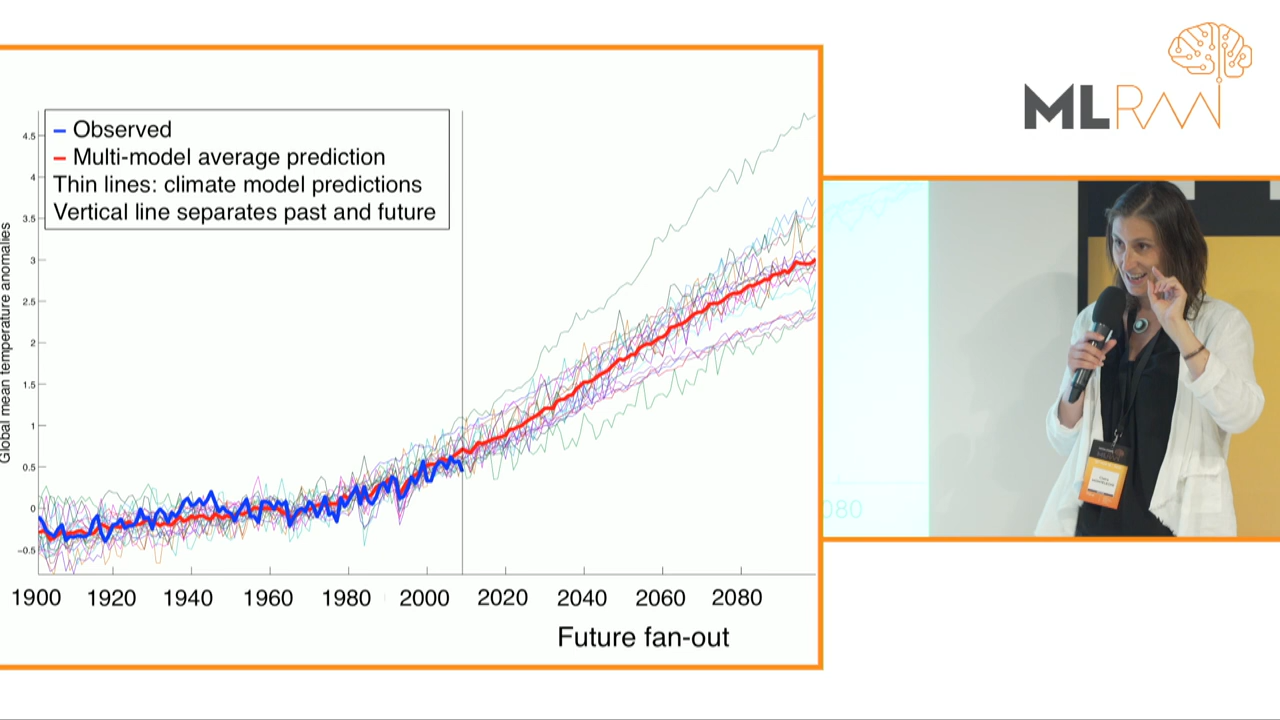 Observed
Multi-model average prediction
Thin lines: climate model predictions
Vertical line separates past and future
Global mean temperature anomalies
4.5
4
3.5
3
2.5
2
1.5
1
0.5
0
−0.5
1900 1920 1940 1960 1980 2000 2020 2040 2060 2080
Future fan-out
MLRAW
080